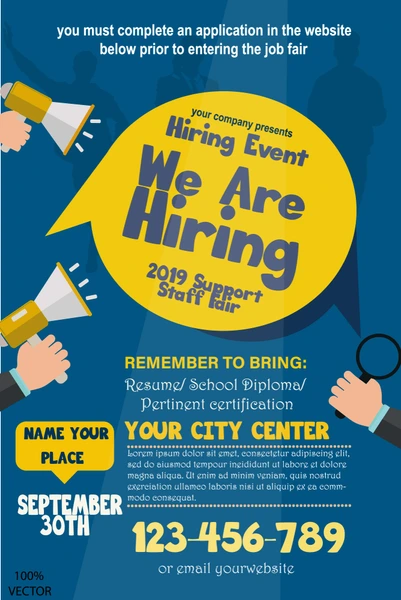 you must complete an application in the website
below prior to entering the job fair
your company presents
Hiring Event
We Are
Hiring
2019 Support
Staff Fair
REMEMBER TO BRING:
Resume/ School Diploma/
Pertinent certification
NAME YOUR
PLACE
YOUR CITY CENTER
Lorem ipsum dolor sit amet, consectetur adipiscing elit,
sed do eiusmod tempor incididunt ut labore et dolore
magna aliqua. Ut enim ad minim veniam, quis nostrud
exercitation ullamco laboris nisi ut aliquip ex ea com-
modo consequat.
SEPTEMBER
30TH
123-456-789
or email yourwebsite
100%
VECTOR